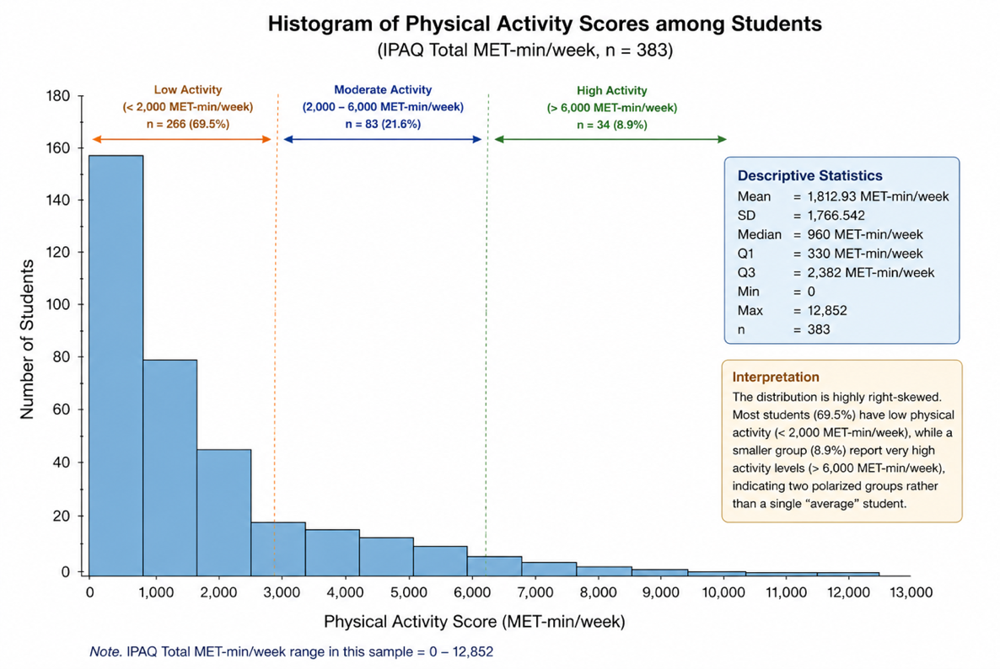 Histogram of Physical Activity Scores among Students
(IPAQ Total MET-min/week, n = 383)
Low Activity
(< 2,000 MET-min/week)
n = 266 (69.5%)
Moderate Activity
(2,000 – 6,000 MET-min/week)
n = 83 (21.6%)
High Activity
(> 6,000 MET-min/week)
n = 34 (8.9%)
Number of Students
180
160
140
120
100
80
60
40
20
0
Descriptive Statistics
Mean = 1,812.93 MET-min/week
SD = 1,766.542
Median = 960 MET-min/week
Q1 = 330 MET-min/week
Q3 = 2,382 MET-min/week
Min = 0
Max = 12,852
n = 383
Interpretation
The distribution is highly right-skewed.
Most students (69.5%) have low physical
activity (< 2,000 MET-min/week), while a
smaller group (8.9%) report very high
activity levels (> 6,000 MET-min/week),
indicating two polarized groups rather
than a single “average” student.
0 1,000 2,000 3,000 4,000 5,000 6,000 7,000 8,000 9,000 10,000 11,000 12,000 13,000
Physical Activity Score (MET-min/week)
Note. IPAQ Total MET-min/week range in this sample = 0 – 12,852